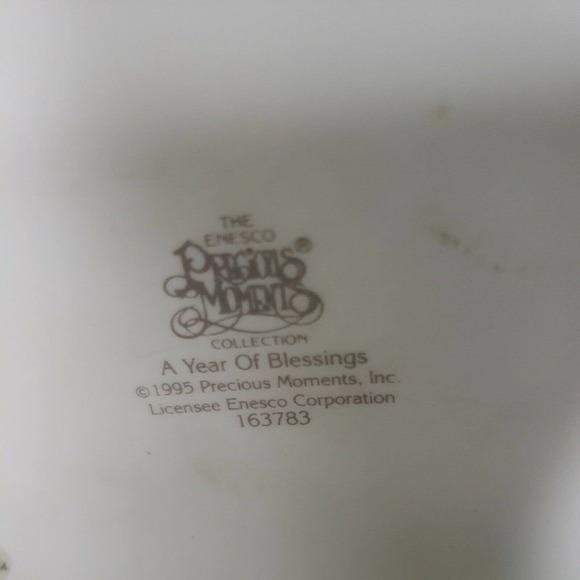 THE
ENESCO
PRECIOUS®
MOMENTS
COLLECTION
A Year Of Blessings
©1995 Precious Moments, Inc.
Licensee Enesco Corporation
163783